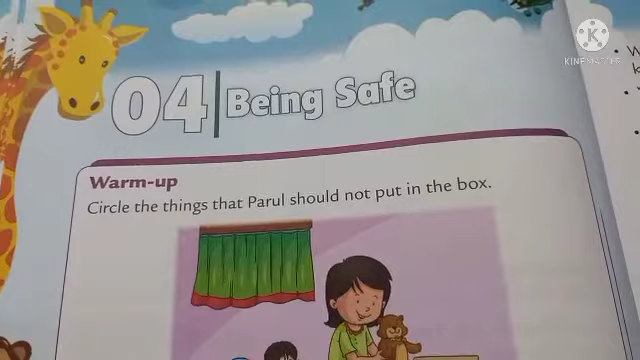 KINEMASTER
04 Being Safe
Warm-up
Circle the things that Parul should not put in the box.